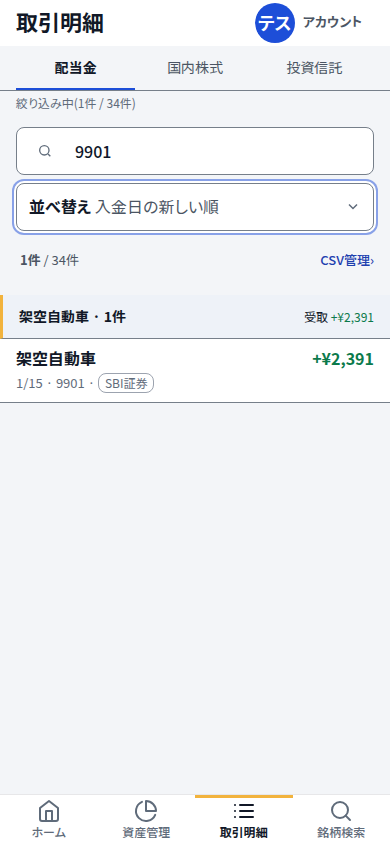 取引明細
テス アカウント
配当金 国内株式 投資信託
絞り込み中(1件 / 34件)
9901
並べ替え 入金日の新しい順
1件 / 34件 CSV管理›
架空自動車・1件 受取 +¥2,391
架空自動車 +¥2,391
1/15 · 9901 · SBI証券
ホーム 資産管理 取引明細 銘柄検索